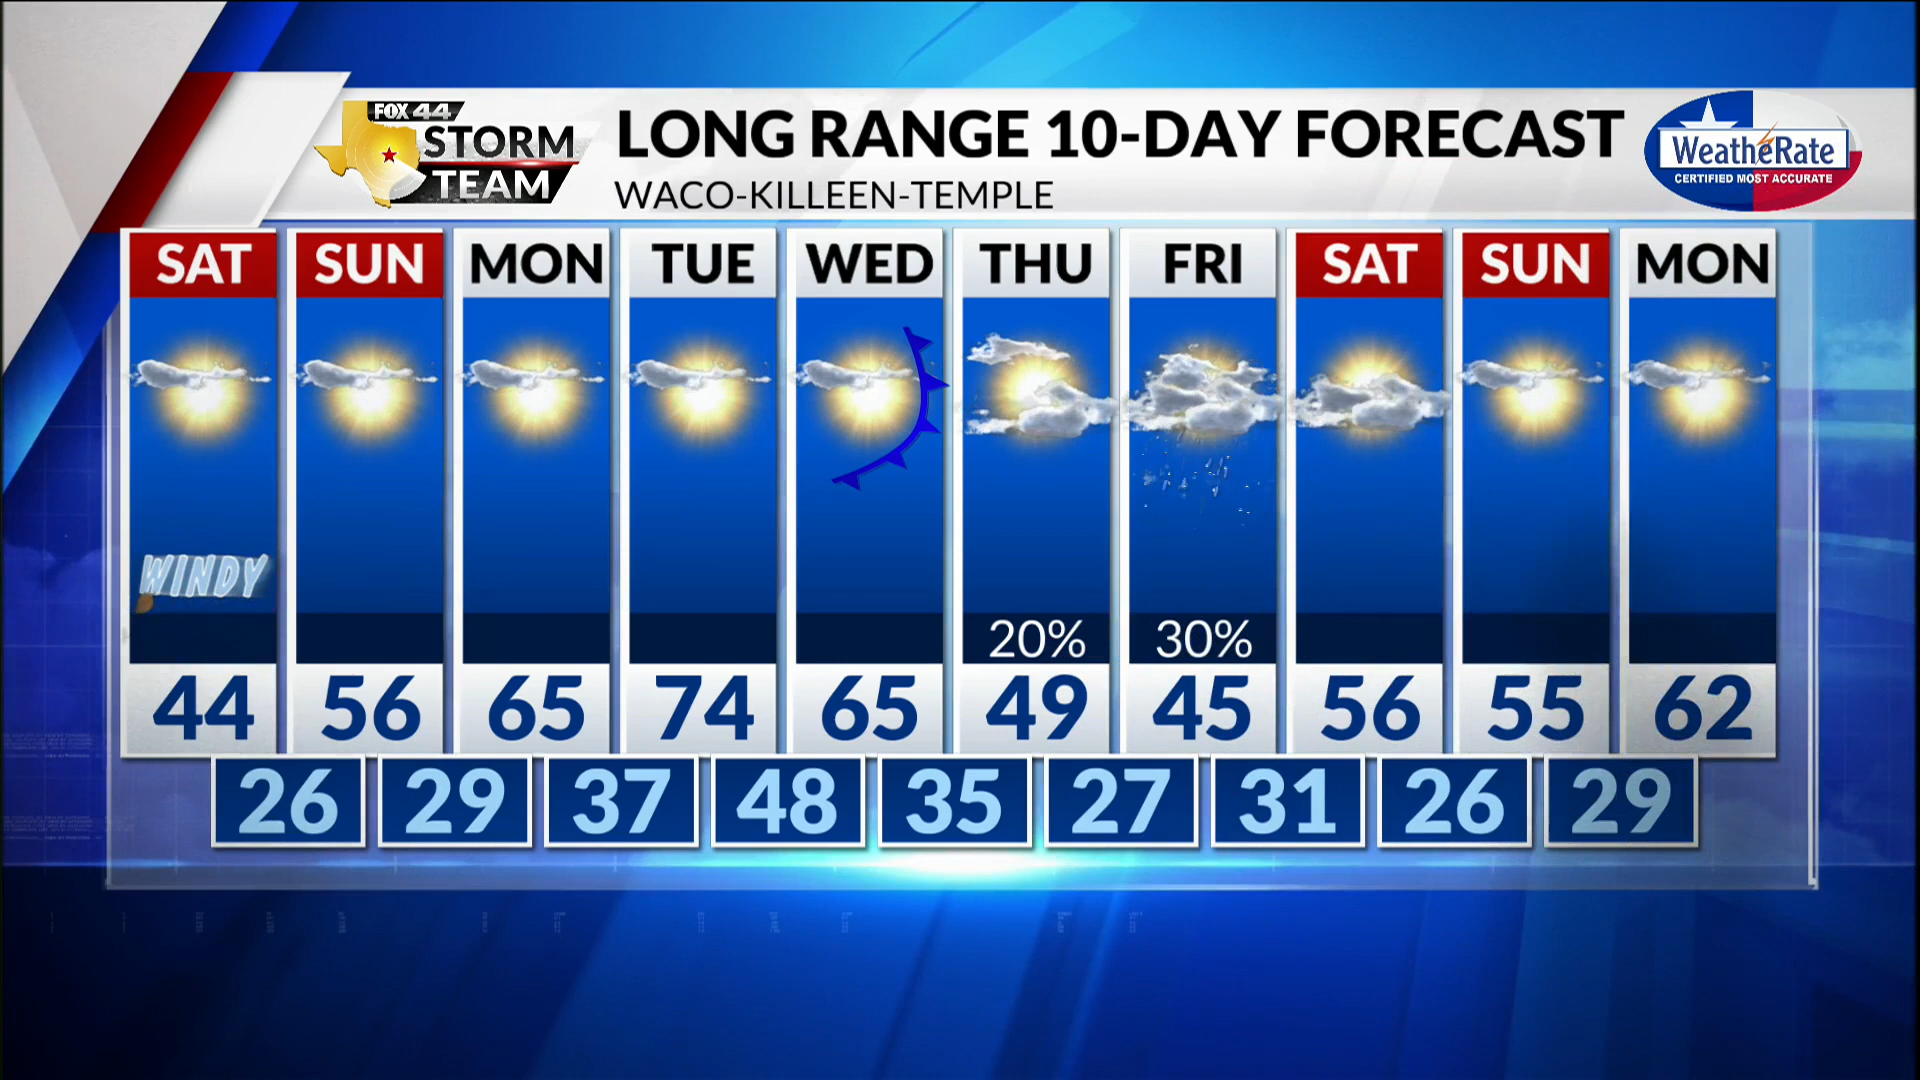 FOX 44
STORM
TEAM
LONG RANGE 10-DAY FORECAST
WACO-KILLEEN-TEMPLE
WeatheRate
CERTIFIED MOST ACCURATE
SAT SUN MON TUE WED THU FRI SAT SUN MON
WINDY
20% 30%
44 56 65 74 65 49 45 56 55 62
26 29 37 48 35 27 31 26 29